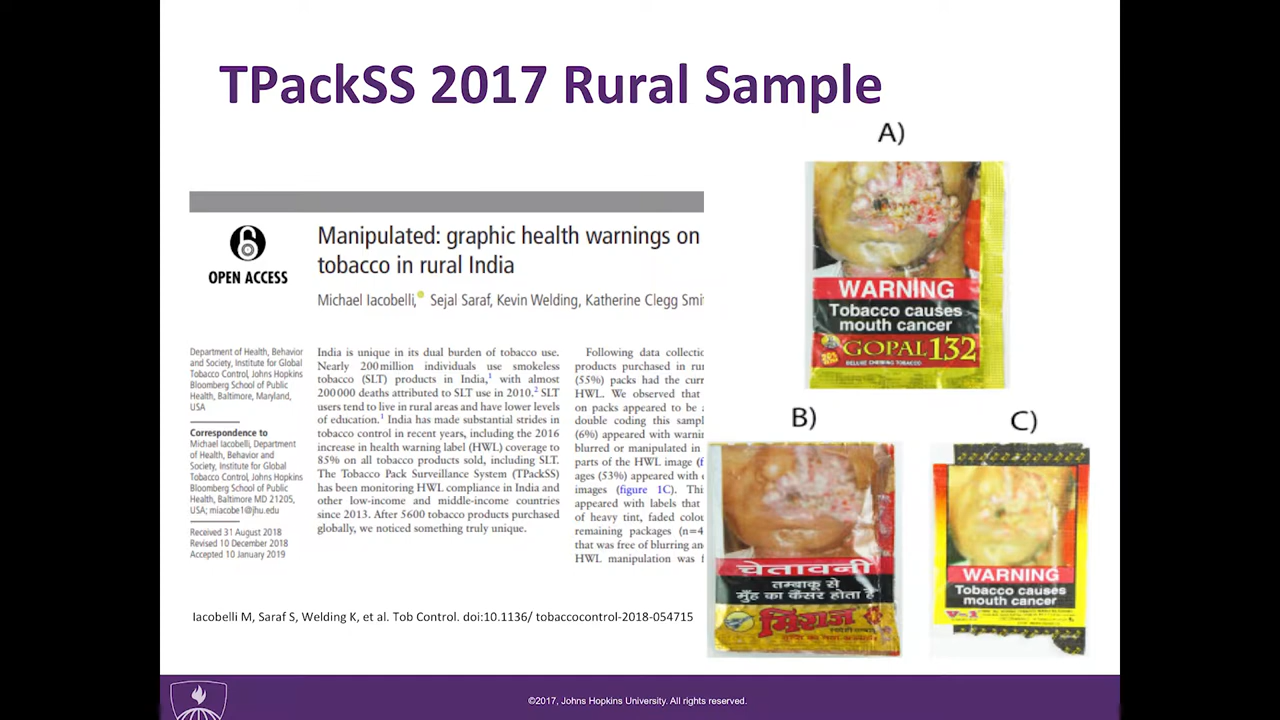 TPackSS 2017 Rural Sample
OPEN ACCESS
Manipulated: graphic health warnings on
tobacco in rural India
Michael Iacobelli, Sejal Saraf, Kevin Welding, Katherine Clegg Smi
Department of Health, Behavior
and Society, Institute for Global
Tobacco Control, Johns Hopkins
Bloomberg School of Public
Health, Baltimore, Maryland,
USA
Correspondence to
Michael Iacobelli, Department
of Health, Behavior and
Society, Institute for Global
Tobacco Control, Johns Hopkins
Bloomberg School of Public
Health, Baltimore MD 21205,
USA; miacobe1@jhu.edu
Received 31 August 2018
Revised 10 December 2018
Accepted 10 January 2019
India is unique in its dual burden of tobacco use.
Nearly 200 million individuals use smokeless
tobacco (SLT) products in India,1 with almost
200 000 deaths attributed to SLT use in 2010.2 SLT
users tend to live in rural areas and have lower levels
of education.1 India has made substantial strides in
tobacco control in recent years, including the 2016
increase in health warning label (HWL) coverage to
85% on all tobacco products sold, including SLT.
The Tobacco Pack Surveillance System (TPackSS)
has been monitoring HWL compliance in India and
other low-income and middle-income countries
since 2013. After 5600 tobacco products purchased
globally, we noticed something truly unique.
Following data collectio
products purchased in ru
(55%) packs had the curr
HWL. We observed that
on packs appeared to be
double coding this sampl
(6%) appeared with warni
blurred or manipulated in
parts of the HWL image (f
ages (53%) appeared with
images (figure 1C). Thi
appeared with labels that
of heavy tint, faded colou
remaining packages (n=4
that was free of blurring an
HWL manipulation was f
Iacobelli M, Saraf S, Welding K, et al. Tob Control. doi:10.1136/ tobaccocontrol-2018-054715
A)
WARNING
Tobacco causes
mouth cancer
GOPAL 132
DELUXE CHEWING TOBACCO
B)
चेतावनी
तम्बाकू से
मुँह का कैंसर होता है
मिराज
C)
WARNING
Tobacco causes
mouth cancer
V-1
©2017, Johns Hopkins University. All rights reserved.